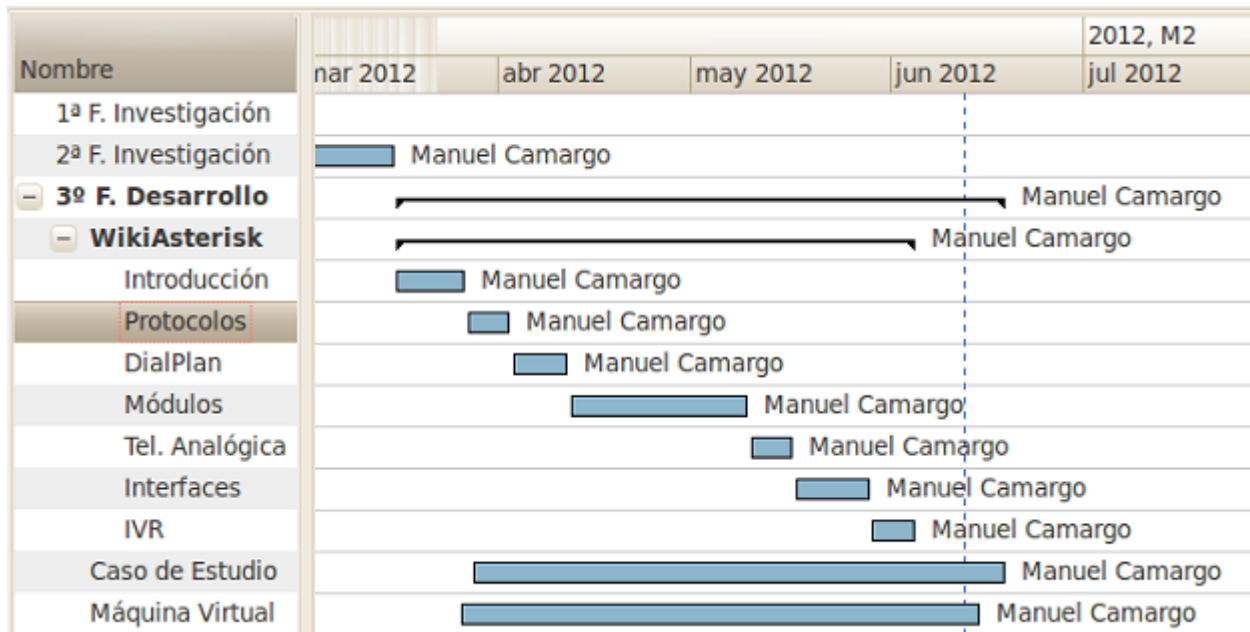 2012, M2
Nombre
mar 2012 abr 2012 may 2012 jun 2012 jul 2012
1ª F. Investigación
2ª F. Investigación Manuel Camargo
3º F. Desarrollo Manuel Camargo
WikiAsterisk Manuel Camargo
Introducción Manuel Camargo
Protocolos Manuel Camargo
DialPlan Manuel Camargo
Módulos Manuel Camargo
Tel. Analógica Manuel Camargo
Interfaces Manuel Camargo
IVR Manuel Camargo
Caso de Estudio Manuel Camargo
Máquina Virtual Manuel Camargo